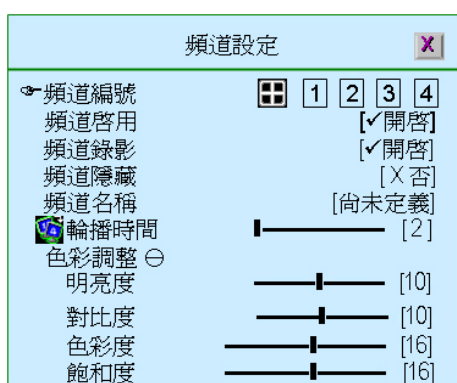 頻道設定 X
頻道編號 1 2 3 4
頻道啓用 [✓開啓]
頻道錄影 [✓開啓]
頻道隱藏 [X 否]
頻道名稱 [尚未定義]
輪播時間 [2]
色彩調整
明亮度 [10]
對比度 [10]
色彩度 [16]
飽和度 [16]